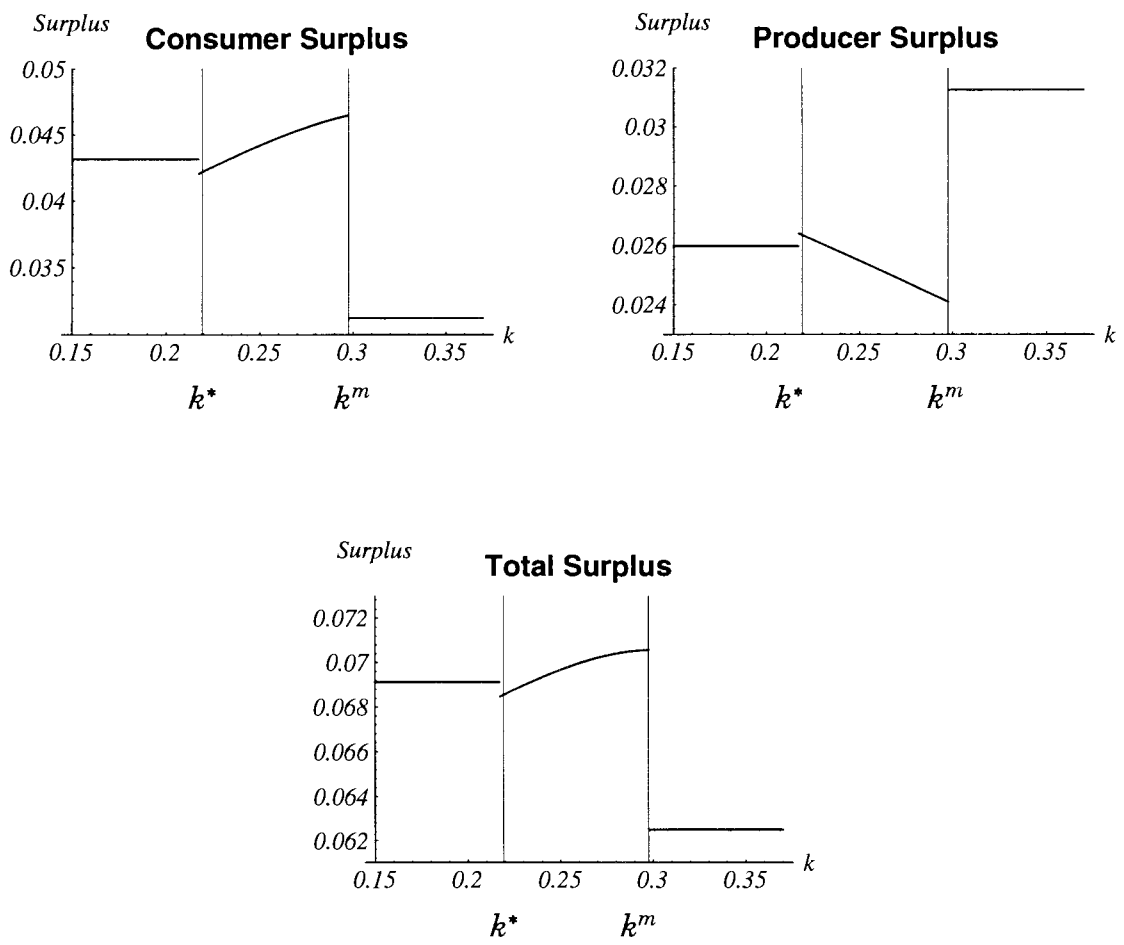 Surplus
Consumer Surplus
0.05
0.045
0.04
0.035
0.15 0.2 0.25 0.3 0.35 k
k* k^m
Surplus
Producer Surplus
0.032
0.03
0.028
0.026
0.024
0.15 0.2 0.25 0.3 0.35 k
k* k^m
Surplus
Total Surplus
0.072
0.07
0.068
0.066
0.064
0.062
0.15 0.2 0.25 0.3 0.35 k
k* k^m